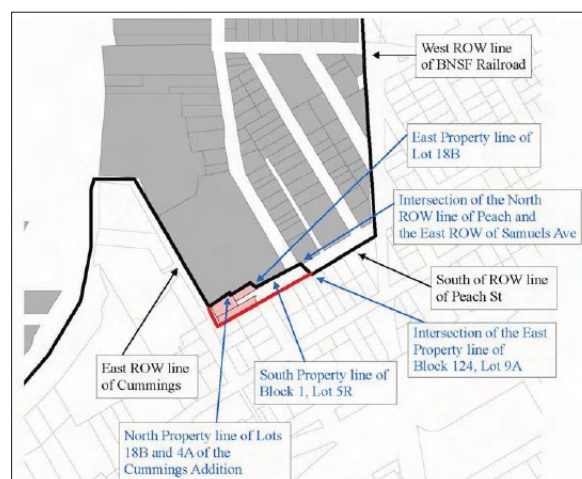 West ROW line
of BNSF Railroad
East Property line of
Lot 18B
Intersection of the North
ROW line of Peach and
the East ROW of Samuels Ave
South of ROW line
of Peach St
Intersection of the East
Property line of
Block 124, Lot 9A
East ROW line
of Cummings
South Property line of
Block 1, Lot 5R
North Property line of Lots
18B and 4A of the
Cummings Addition